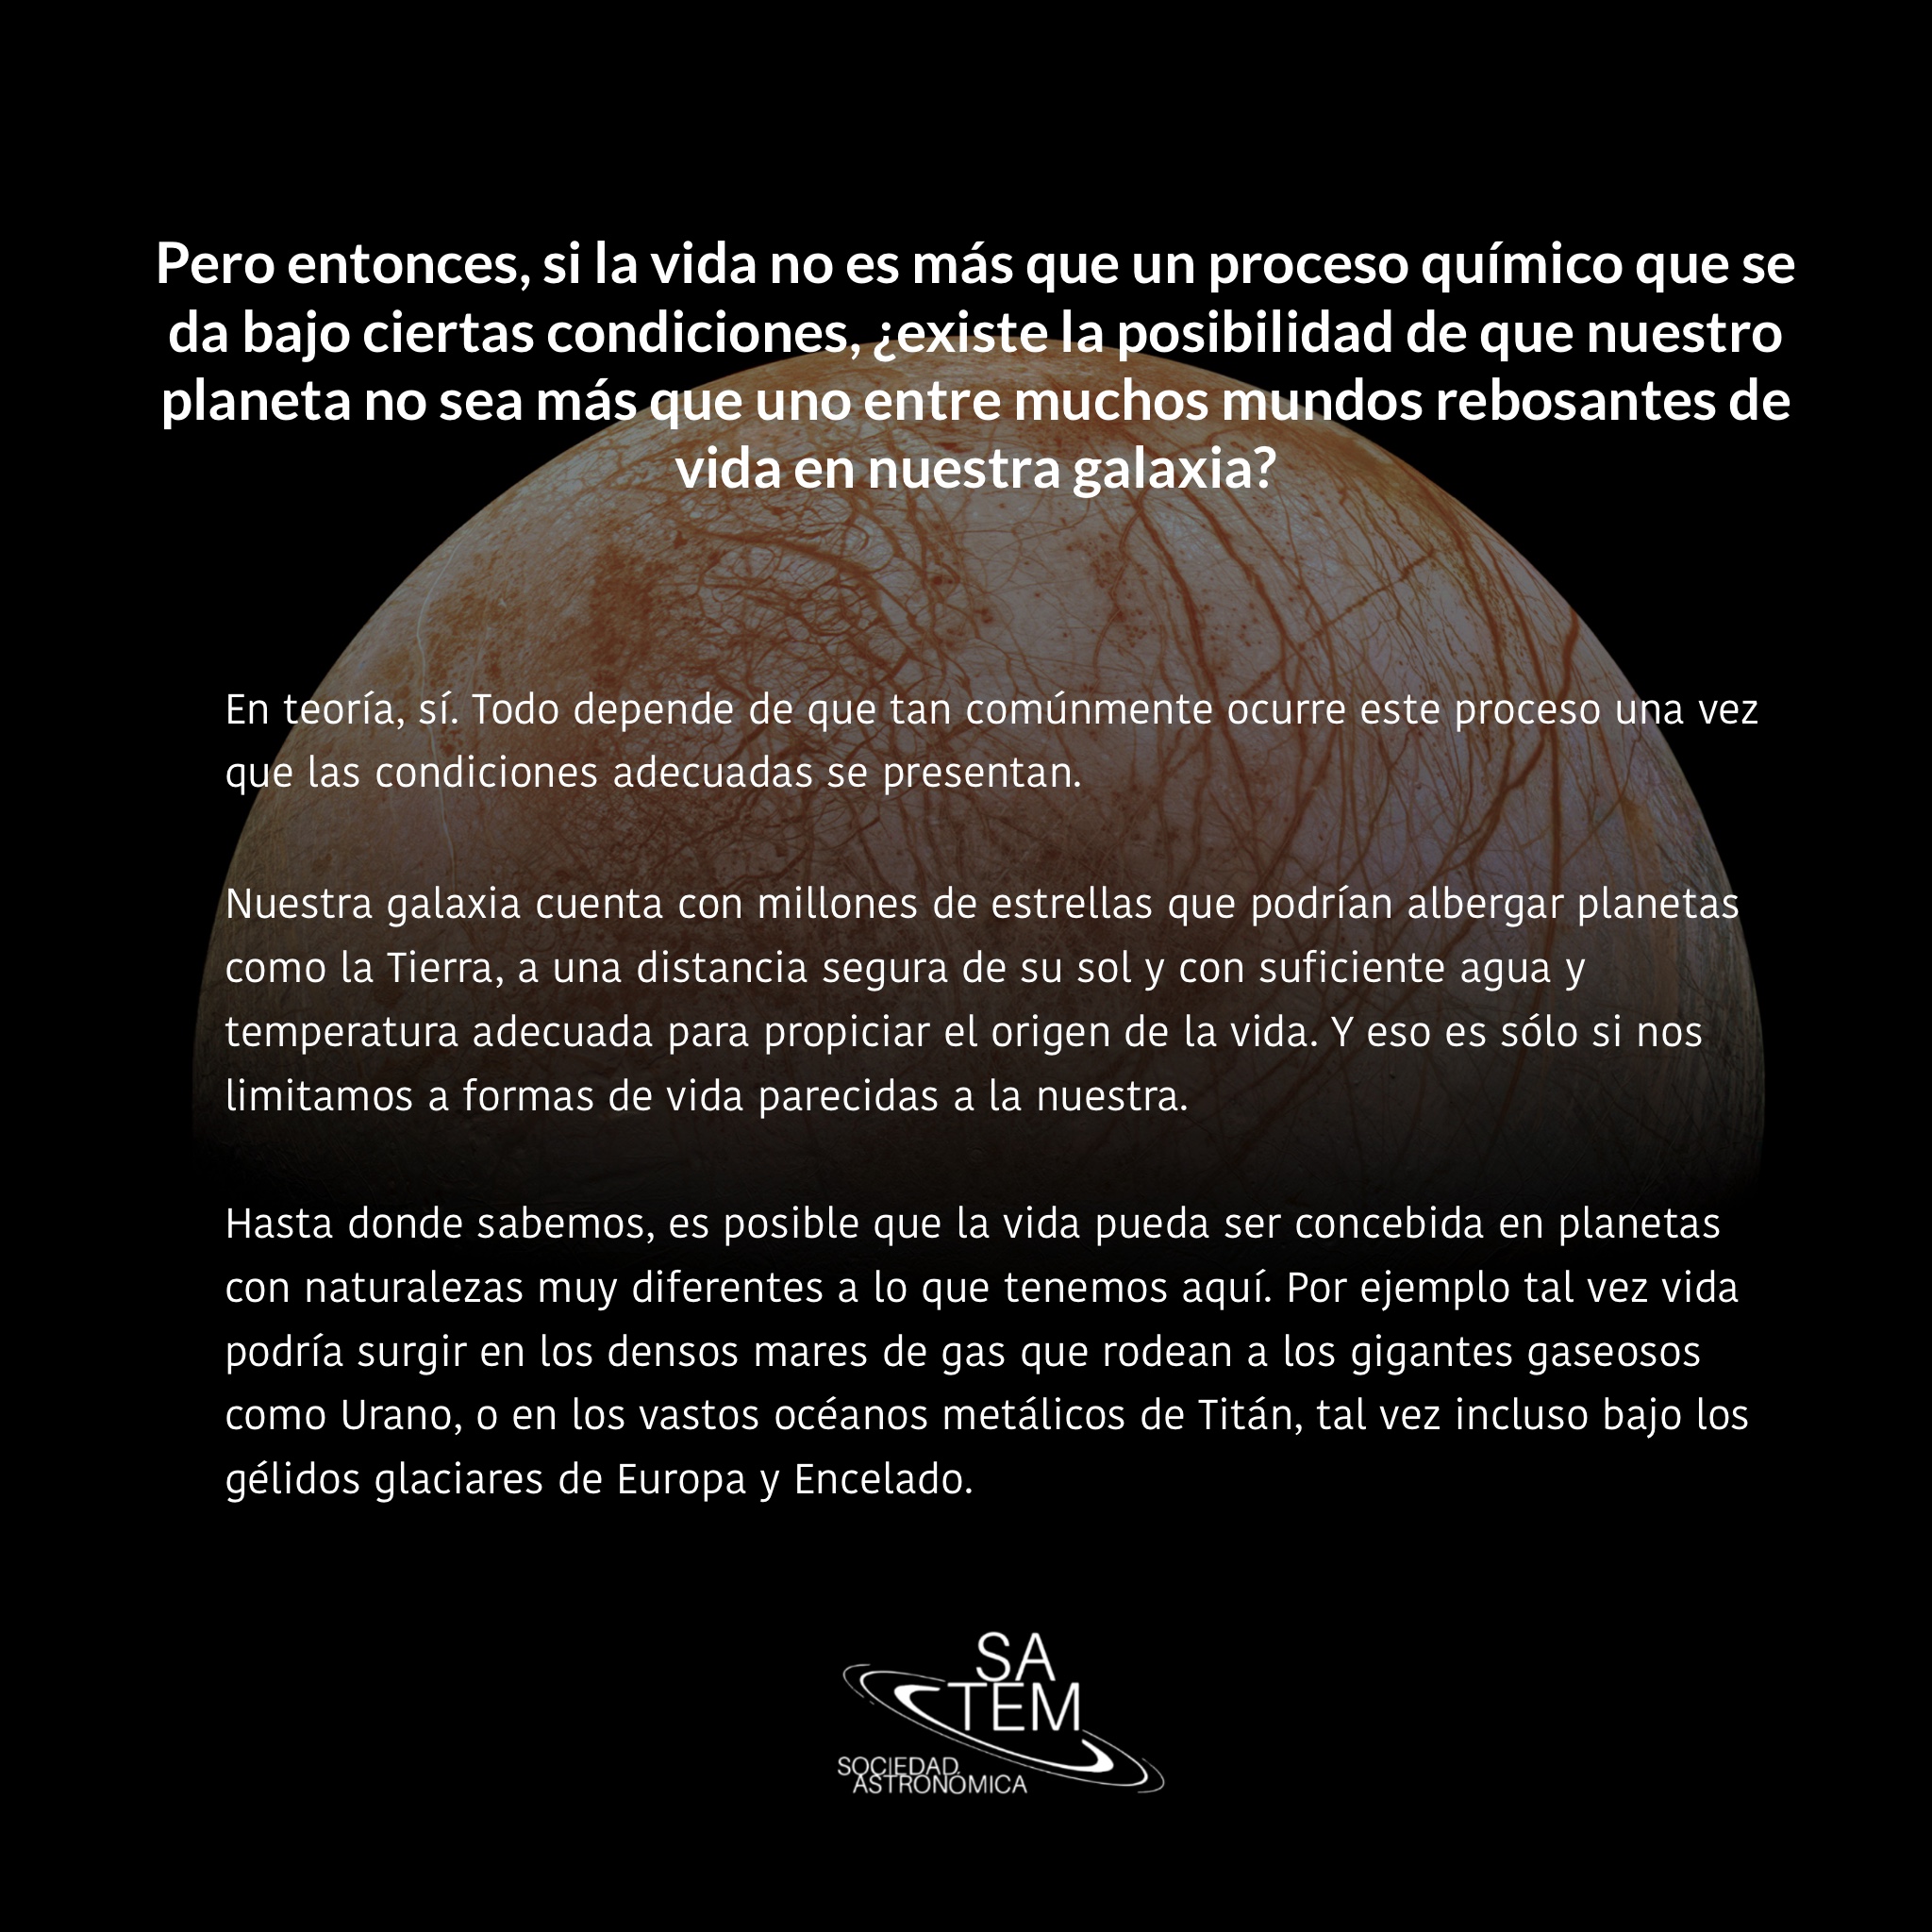 Pero entonces, si la vida no es más que un proceso químico que se
da bajo ciertas condiciones, ¿existe la posibilidad de que nuestro
planeta no sea más que uno entre muchos mundos rebosantes de
vida en nuestra galaxia?
En teoría, sí. Todo depende de que tan comúnmente ocurre este proceso una vez
que las condiciones adecuadas se presentan.
Nuestra galaxia cuenta con millones de estrellas que podrían albergar planetas
como la Tierra, a una distancia segura de su sol y con suficiente agua y
temperatura adecuada para propiciar el origen de la vida. Y eso es sólo si nos
limitamos a formas de vida parecidas a la nuestra.
Hasta donde sabemos, es posible que la vida pueda ser concebida en planetas
con naturalezas muy diferentes a lo que tenemos aquí. Por ejemplo tal vez vida
podría surgir en los densos mares de gas que rodean a los gigantes gaseosos
como Urano, o en los vastos océanos metálicos de Titán, tal vez incluso bajo los
gélidos glaciares de Europa y Encelado.
SA
TEM
SOCIEDAD
ASTRONÓMICA